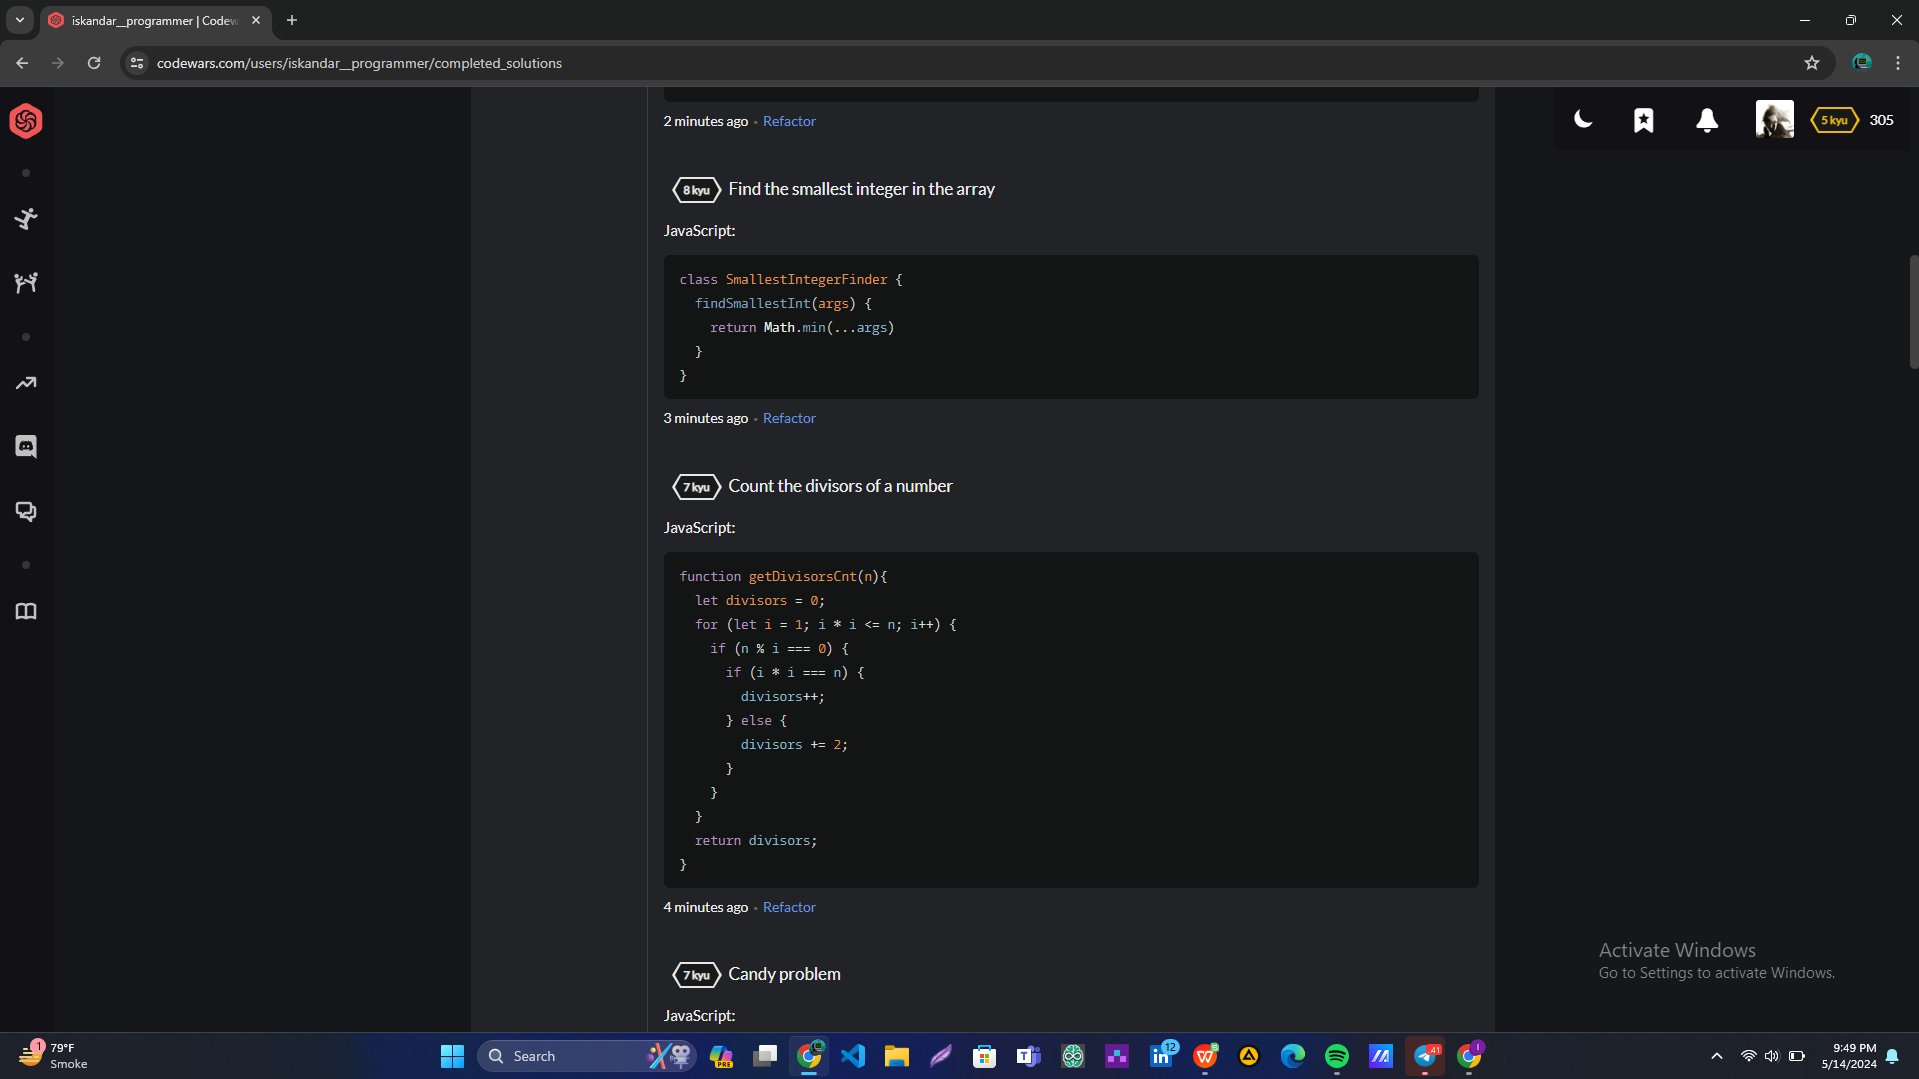 iskandar__programmer | Codew
codewars.com/users/iskandar__programmer/completed_solutions
5 kyu
305
2 minutes ago · Refactor
8 kyu Find the smallest integer in the array
JavaScript:
class SmallestIntegerFinder {
  findSmallestInt(args) {
    return Math.min(...args)
  }
}
3 minutes ago · Refactor
7 kyu Count the divisors of a number
JavaScript:
function getDivisorsCnt(n){
  let divisors = 0;
  for (let i = 1; i * i <= n; i++) {
    if (n % i === 0) {
      if (i * i === n) {
        divisors++;
      } else {
        divisors += 2;
      }
    }
  }
  return divisors;
}
4 minutes ago · Refactor
7 kyu Candy problem
JavaScript:
Activate Windows
Go to Settings to activate Windows.
1
79°F
Smoke
Search
PRE
12
41
9:49 PM
5/14/2024